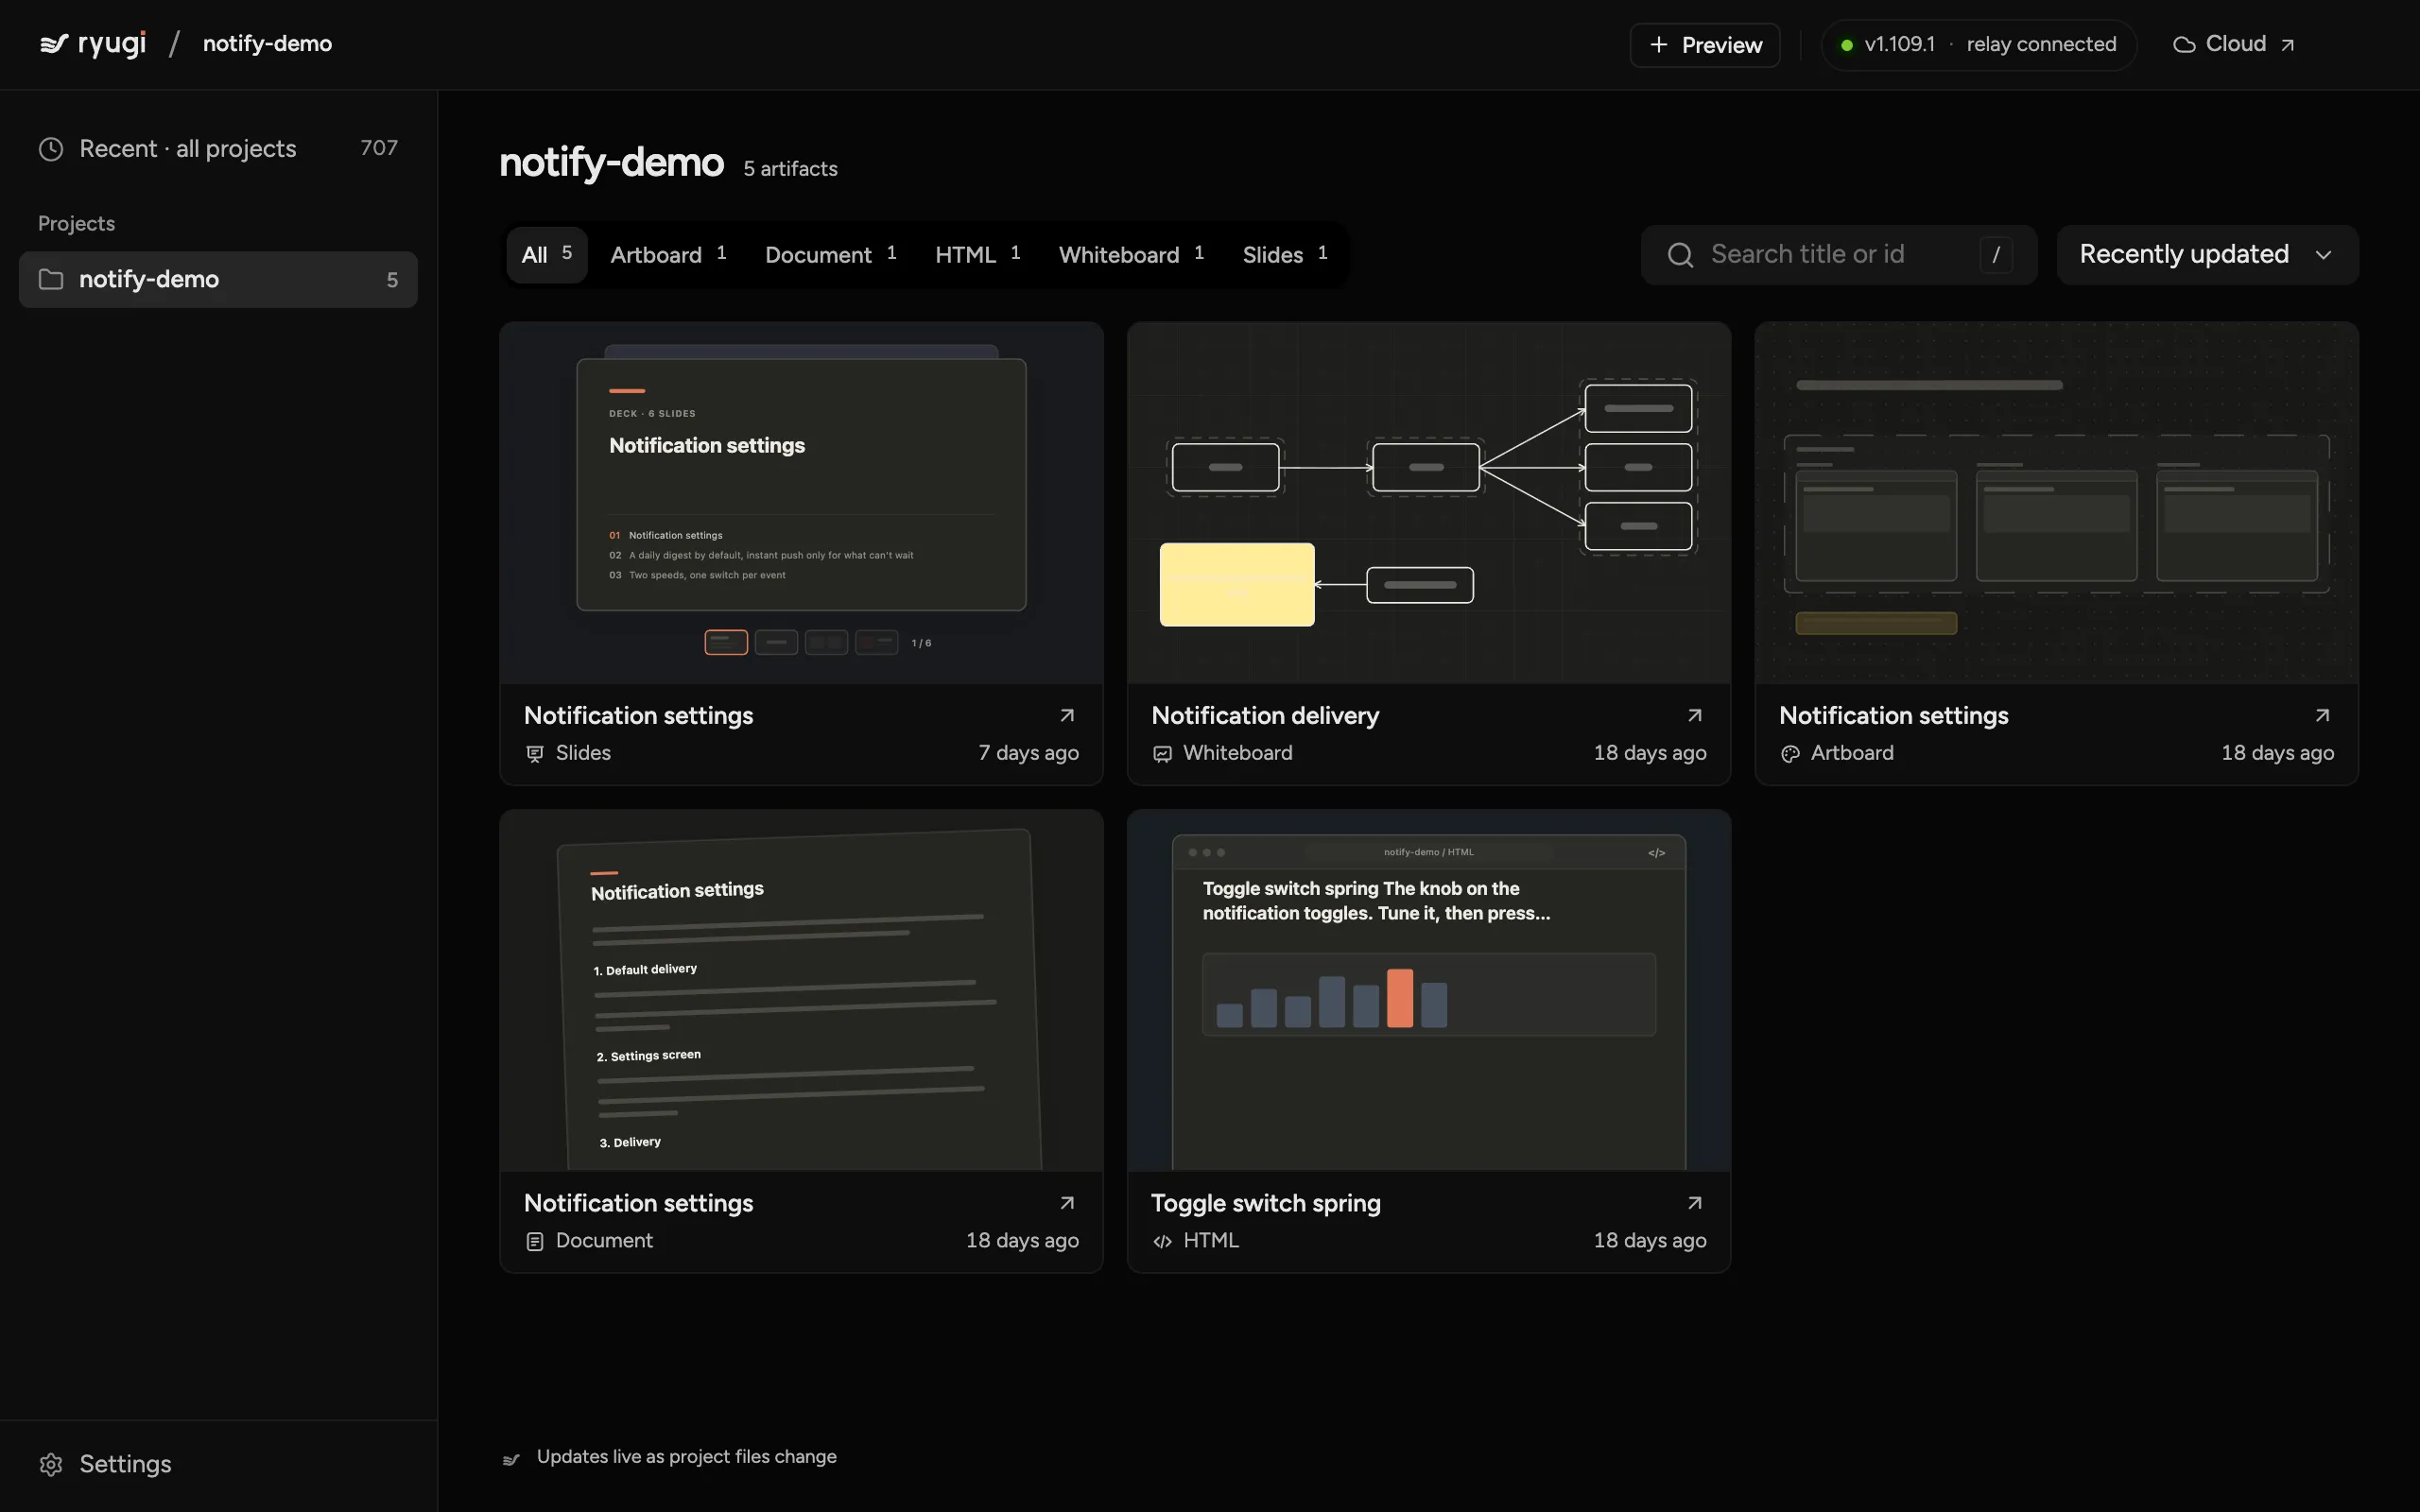 ryugi / notify-demo
+ Preview
v1.109.1 · relay connected
Cloud
Recent · all projects 707
Projects
notify-demo 5
Settings
notify-demo 5 artifacts
All 5 Artboard 1 Document 1 HTML 1 Whiteboard 1 Slides 1
Search title or id /
Recently updated
DECK · 6 SLIDES
Notification settings
01 Notification settings
02 A daily digest by default, instant push only for what can't wait
03 Two speeds, one switch per event
1 / 6
Notification settings
Slides 7 days ago
Notification delivery
Whiteboard 18 days ago
Notification settings
Artboard 18 days ago
Notification settings
1. Default delivery
2. Settings screen
3. Delivery
Notification settings
Document 18 days ago
notify-demo / HTML </>
Toggle switch spring The knob on the
notification toggles. Tune it, then press...
Toggle switch spring
HTML 18 days ago
Updates live as project files change